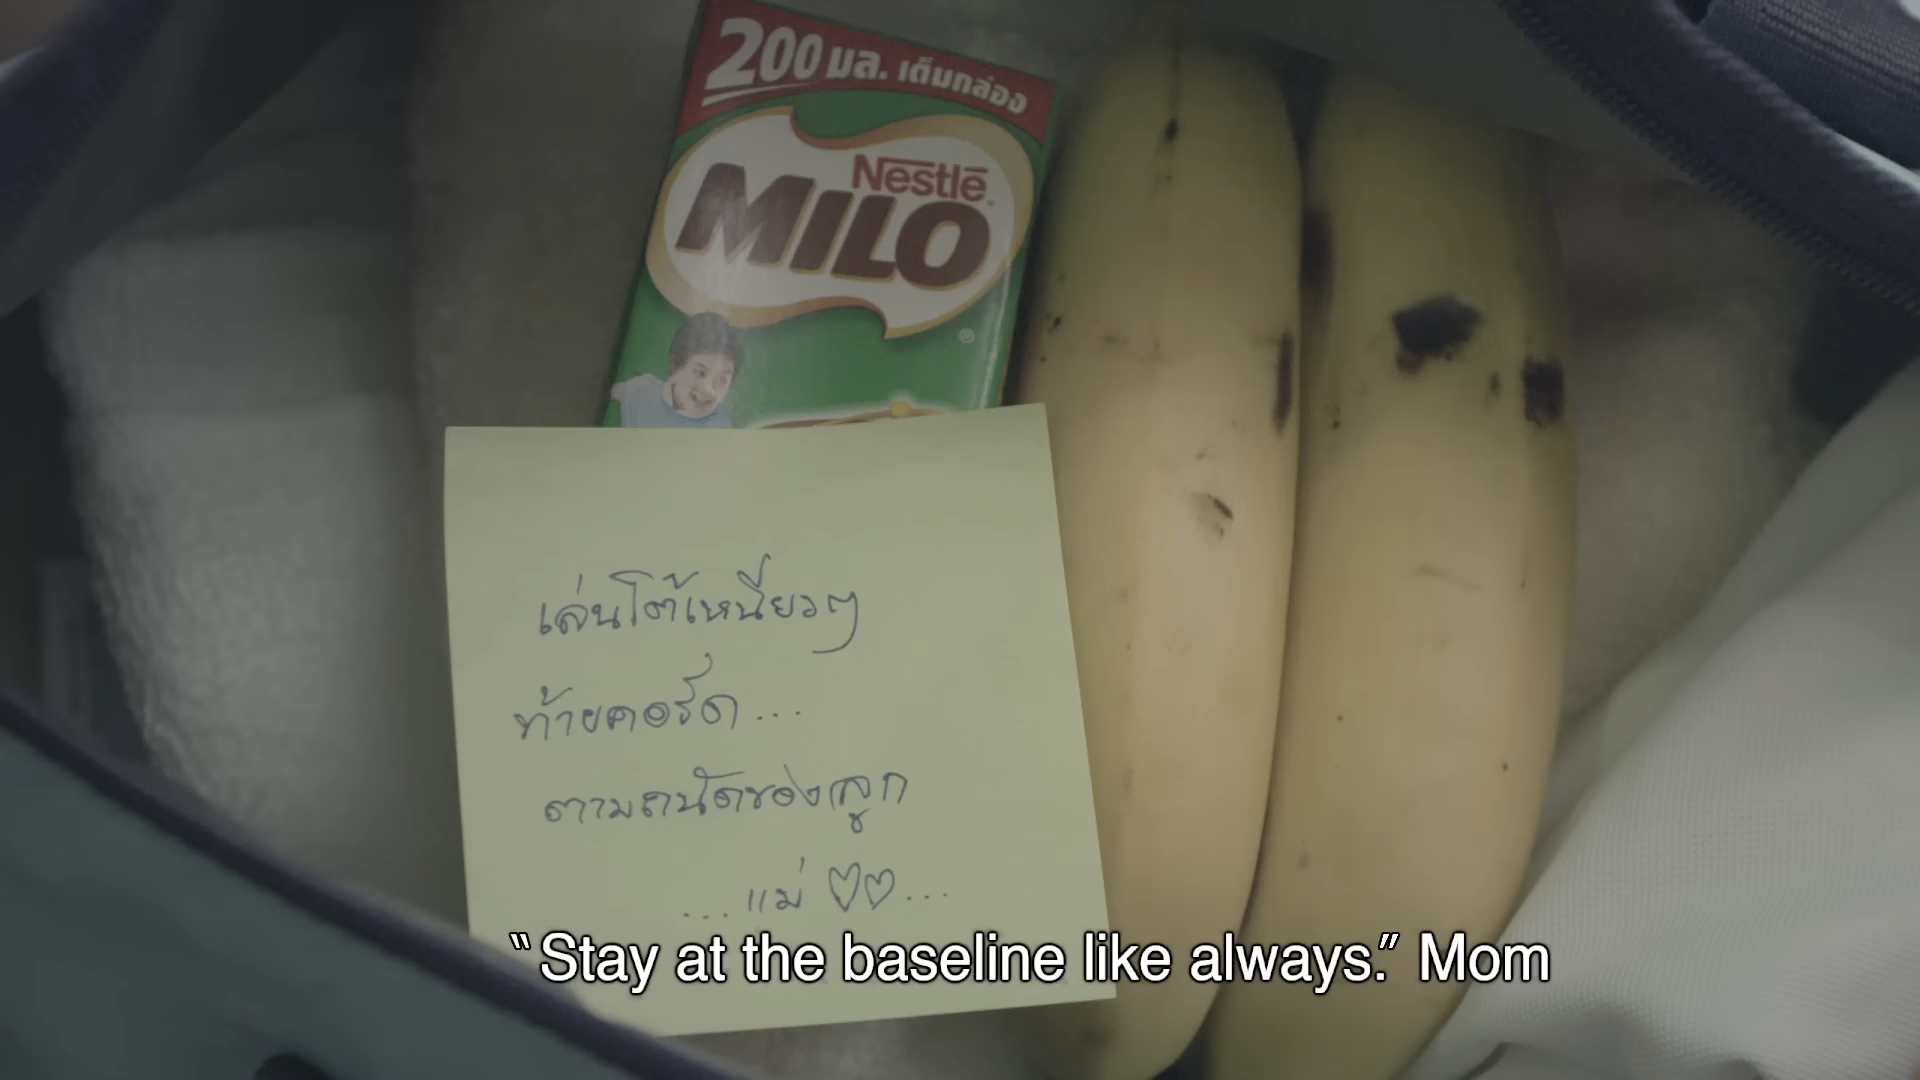 200 มล. เต็มกล่อง
Nestlē
MILO
®
เล่นโต้เหนียวๆ
ท้ายคอร์ด...
ตามถนัดของลูก
...แม่ ♡♡...
“Stay at the baseline like always.” Mom